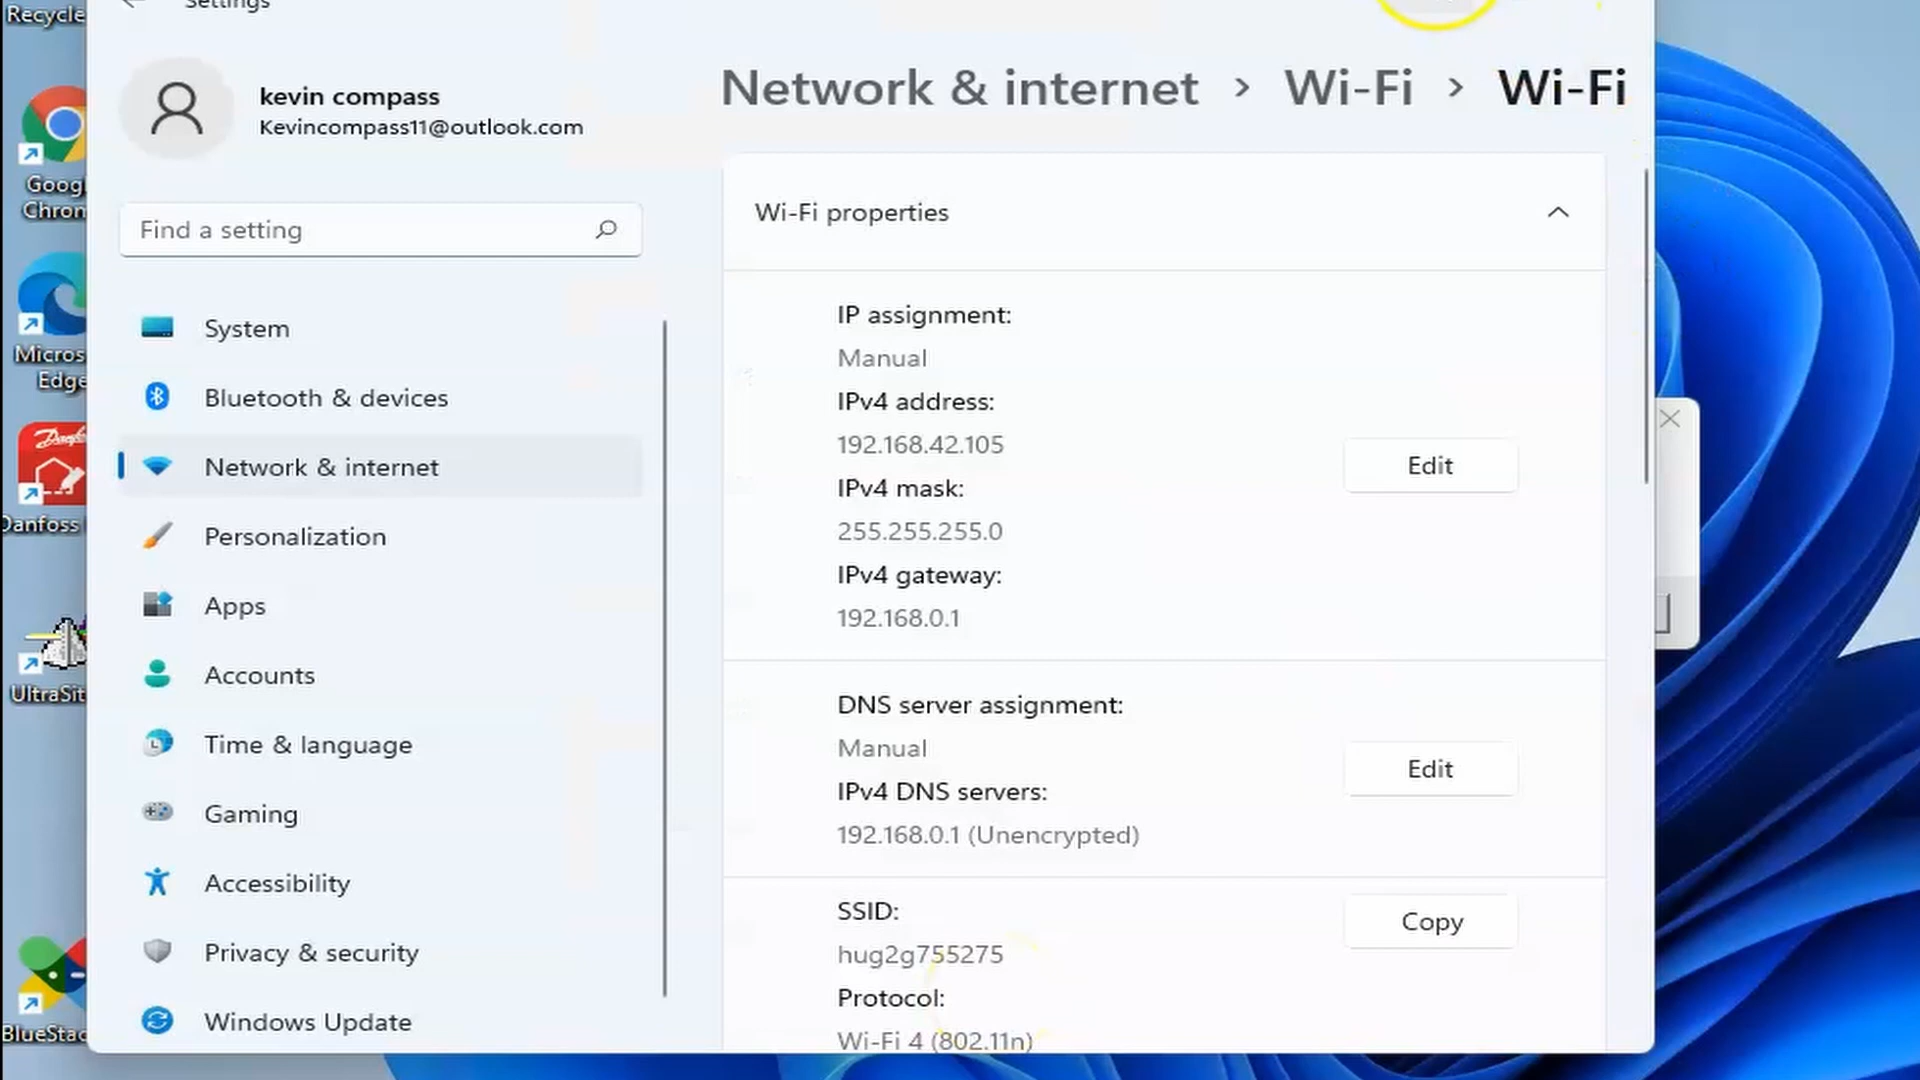 Recycle
Settings
kevin compass
Kevincompass11@outlook.com
Network & internet > Wi-Fi > Wi-Fi
Goog
Chron
Find a setting
Wi-Fi properties
Micros
Edge
Danfoss
UltraSit
BlueStac
System
Bluetooth & devices
Network & internet
Personalization
Apps
Accounts
Time & language
Gaming
Accessibility
Privacy & security
Windows Update
IP assignment:
Manual
IPv4 address:
192.168.42.105
Edit
IPv4 mask:
255.255.255.0
IPv4 gateway:
192.168.0.1
DNS server assignment:
Manual
Edit
IPv4 DNS servers:
192.168.0.1 (Unencrypted)
SSID:
Copy
hug2g755275
Protocol:
Wi-Fi 4 (802.11n)